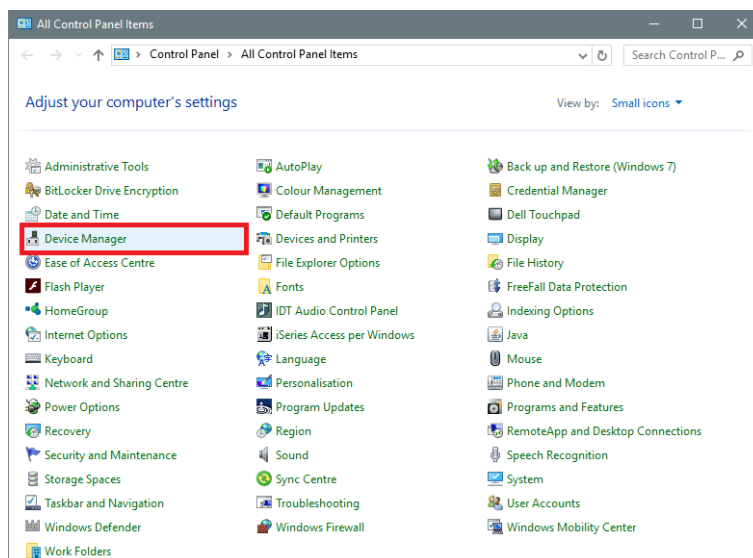 All Control Panel Items
Control Panel > All Control Panel Items
Search Control P...
Adjust your computer's settings
View by: Small icons
Administrative Tools AutoPlay Back up and Restore (Windows 7)
BitLocker Drive Encryption Colour Management Credential Manager
Date and Time Default Programs Dell Touchpad
Device Manager Devices and Printers Display
Ease of Access Centre File Explorer Options File History
Flash Player Fonts FreeFall Data Protection
HomeGroup IDT Audio Control Panel Indexing Options
Internet Options iSeries Access per Windows Java
Keyboard Language Mouse
Network and Sharing Centre Personalisation Phone and Modem
Power Options Program Updates Programs and Features
Recovery Region RemoteApp and Desktop Connections
Security and Maintenance Sound Speech Recognition
Storage Spaces Sync Centre System
Taskbar and Navigation Troubleshooting User Accounts
Windows Defender Windows Firewall Windows Mobility Center
Work Folders